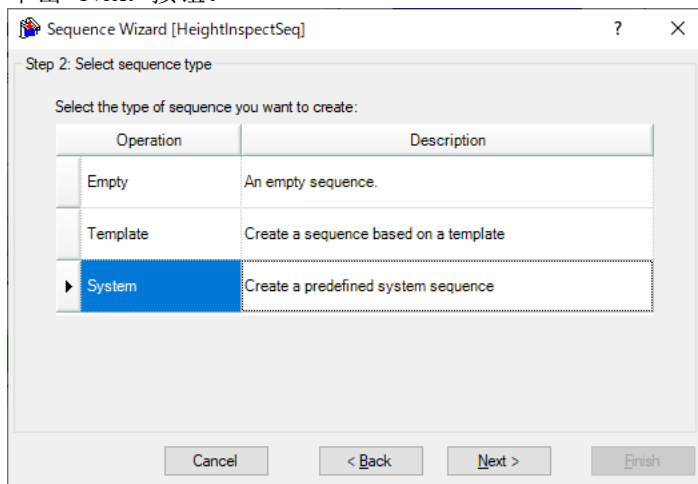 Sequence Wizard [HeightInspectSeq] ?
Step 2: Select sequence type
Select the type of sequence you want to create:
Operation Description
Empty An empty sequence.
Template Create a sequence based on a template
System Create a predefined system sequence
Cancel < Back Next > Finish